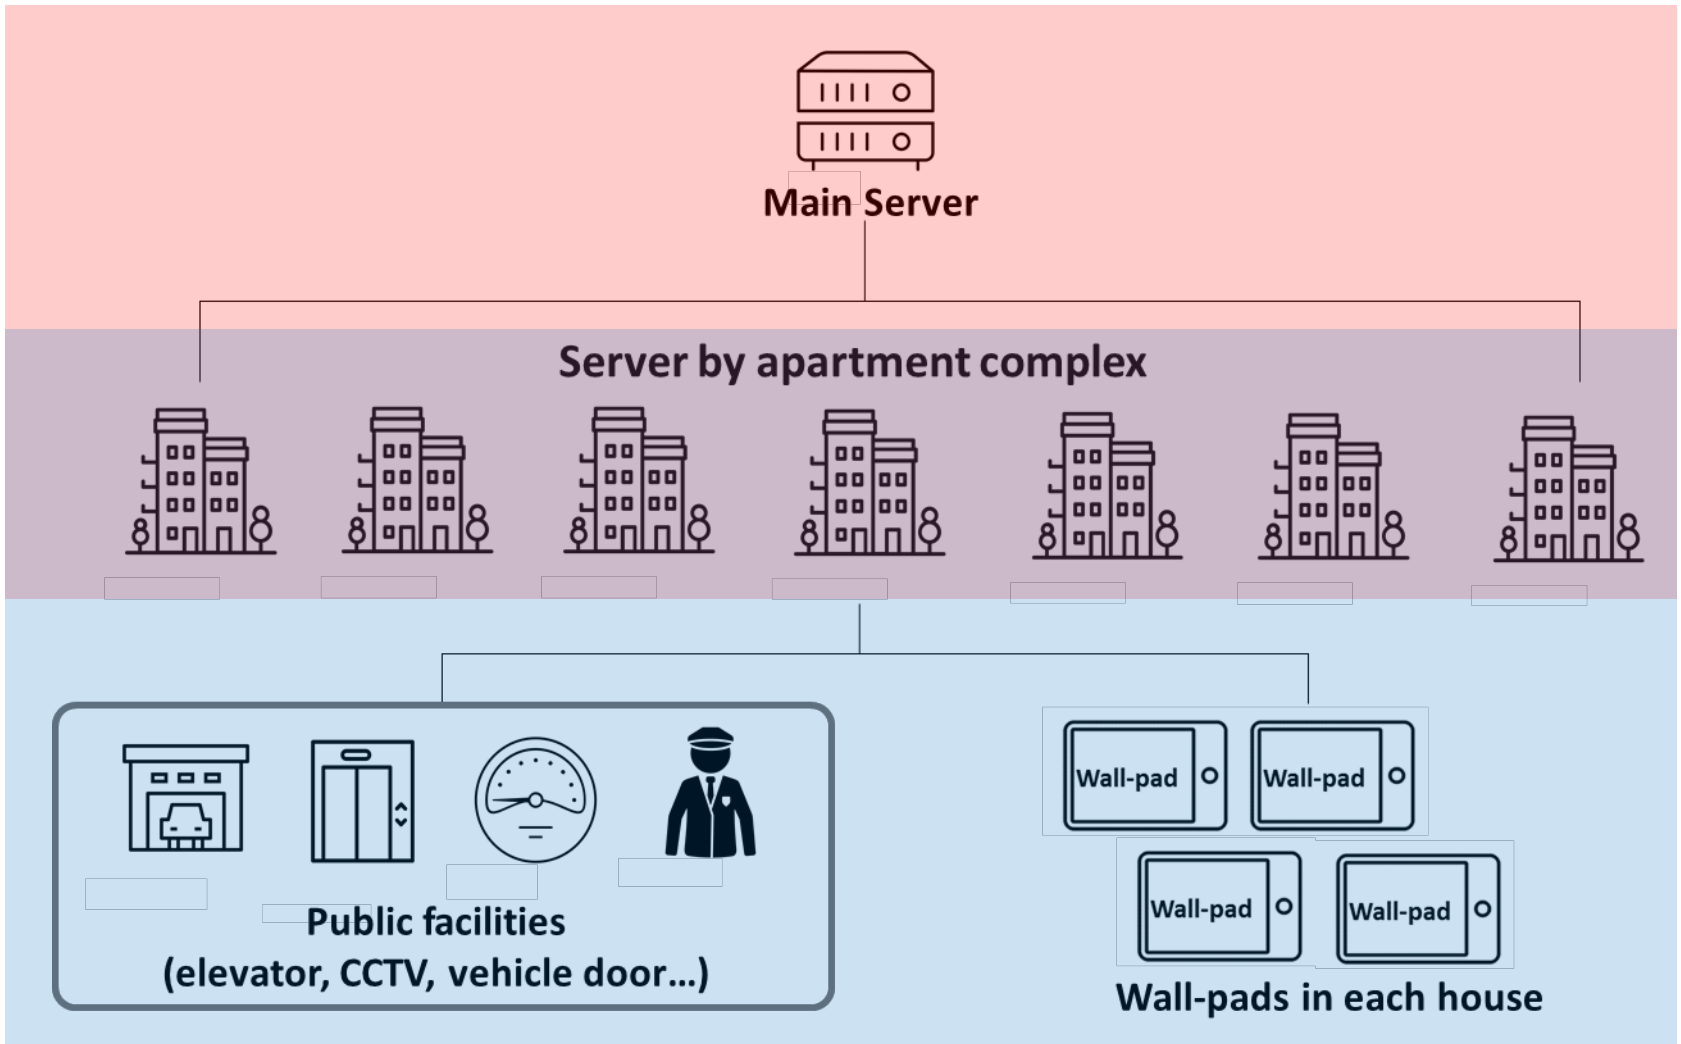 Main Server
Server by apartment complex
Wall-pad Wall-pad
Wall-pad Wall-pad
Public facilities
(elevator, CCTV, vehicle door...)
Wall-pads in each house